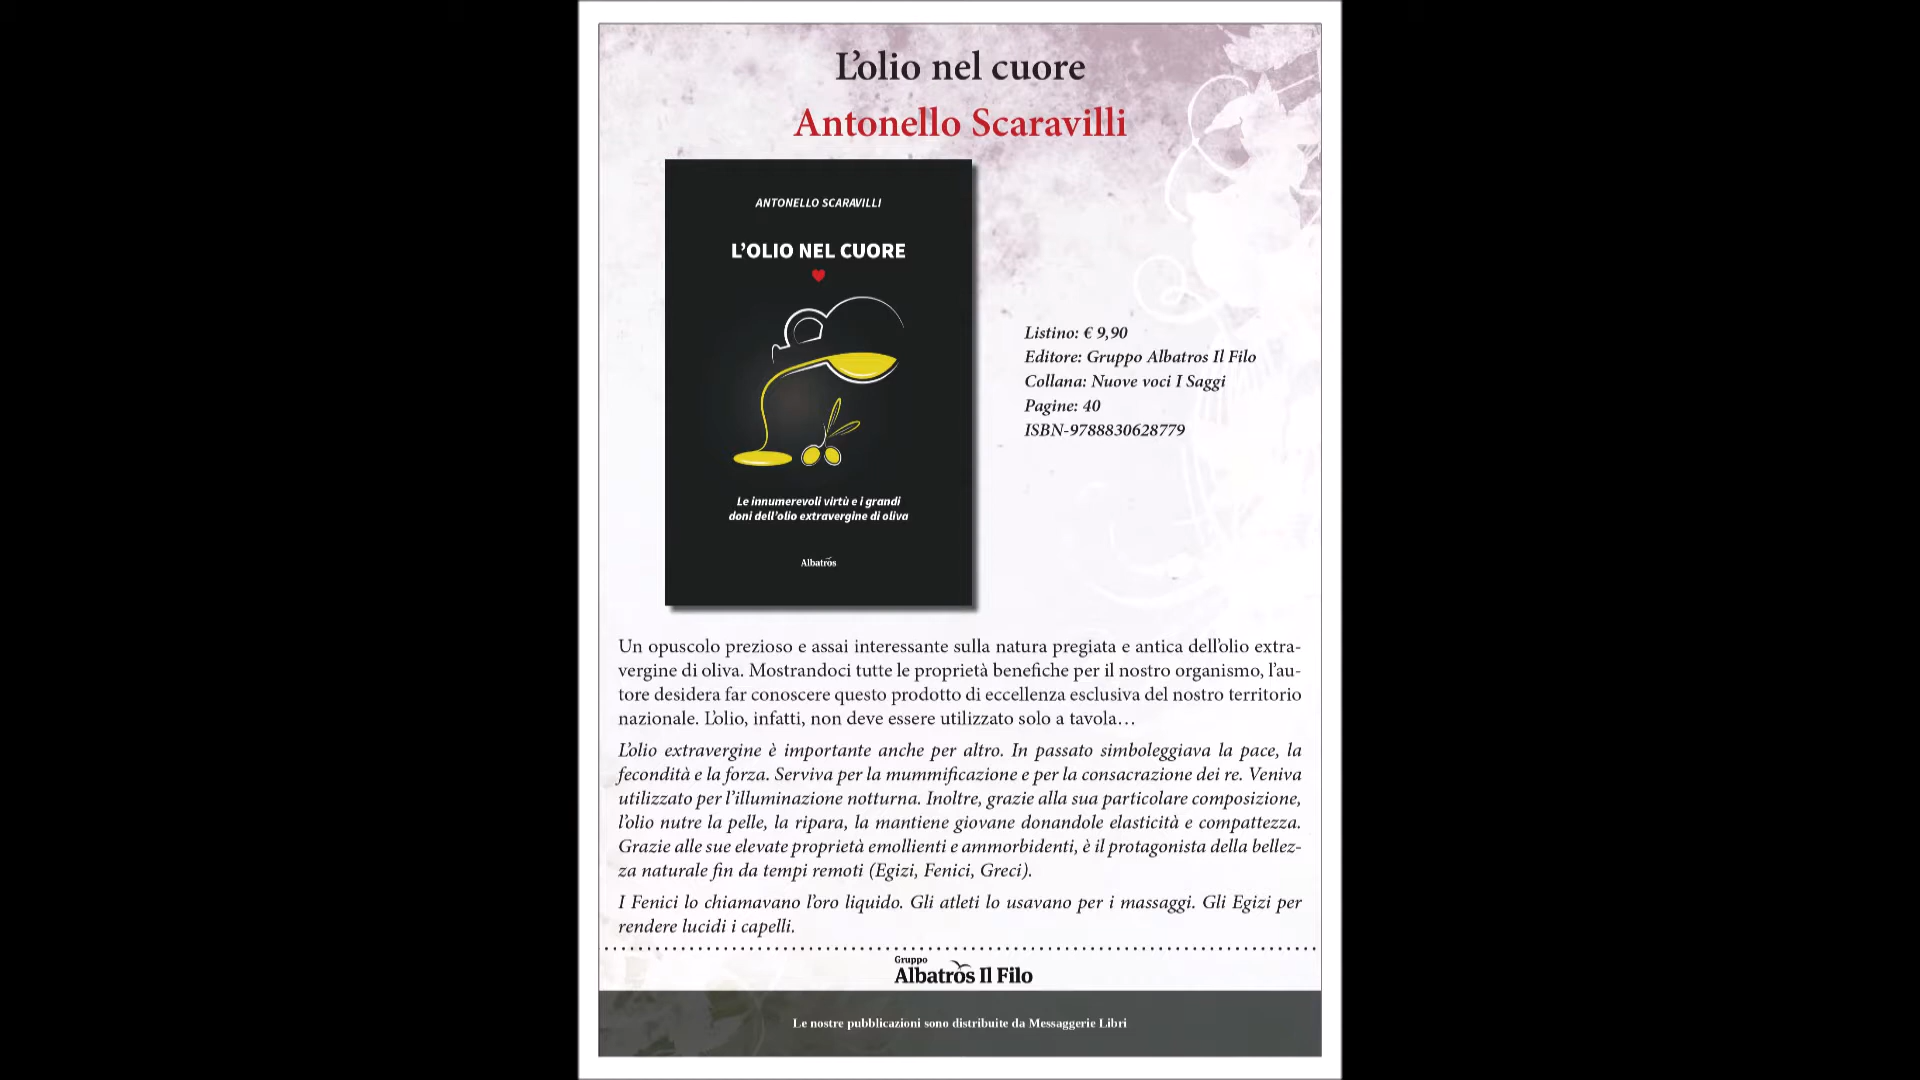 L'olio nel cuore
Antonello Scaravilli
ANTONELLO SCARAVILLI
L'OLIO NEL CUORE
Le innumerevoli virtù e i grandi
doni dell'olio extravergine di oliva
Albatros
Listino: € 9,90
Editore: Gruppo Albatros Il Filo
Collana: Nuove voci I Saggi
Pagine: 40
ISBN-9788830628779
Un opuscolo prezioso e assai interessante sulla natura pregiata e antica dell'olio extra-
vergine di oliva. Mostrandoci tutte le proprietà benefiche per il nostro organismo, l'au-
tore desidera far conoscere questo prodotto di eccellenza esclusiva del nostro territorio
nazionale. L'olio, infatti, non deve essere utilizzato solo a tavola…
L'olio extravergine è importante anche per altro. In passato simboleggiava la pace, la
fecondità e la forza. Serviva per la mummificazione e per la consacrazione dei re. Veniva
utilizzato per l'illuminazione notturna. Inoltre, grazie alla sua particolare composizione,
l'olio nutre la pelle, la ripara, la mantiene giovane donandole elasticità e compattezza.
Grazie alle sue elevate proprietà emollienti e ammorbidenti, è il protagonista della bellez-
za naturale fin da tempi remoti (Egizi, Fenici, Greci).
I Fenici lo chiamavano l'oro liquido. Gli atleti lo usavano per i massaggi. Gli Egizi per
rendere lucidi i capelli.
Gruppo
Albatros Il Filo
Le nostre pubblicazioni sono distribuite da Messaggerie Libri